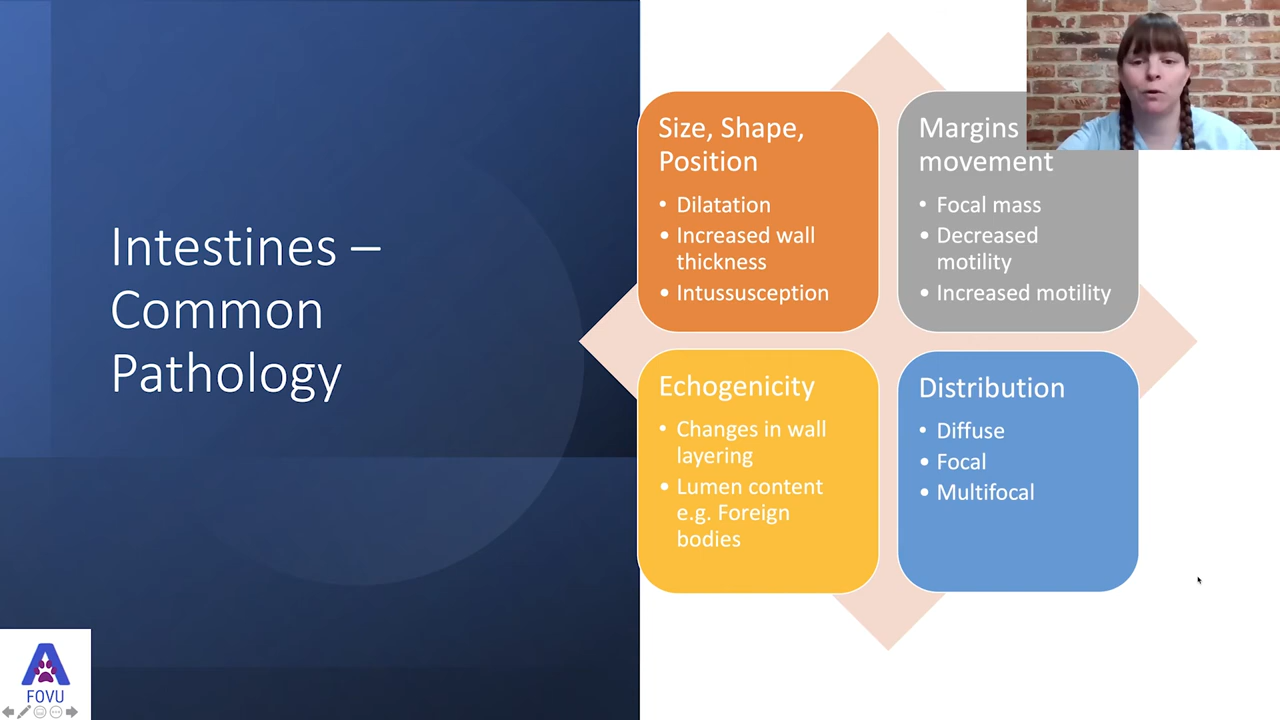 Intestines –
Common
Pathology
Size, Shape,
Position
• Dilatation
• Increased wall
thickness
• Intussusception
Margins
movement
• Focal mass
• Decreased
motility
• Increased motility
Echogenicity
• Changes in wall
layering
• Lumen content
e.g. Foreign
bodies
Distribution
• Diffuse
• Focal
• Multifocal
A
FOVU